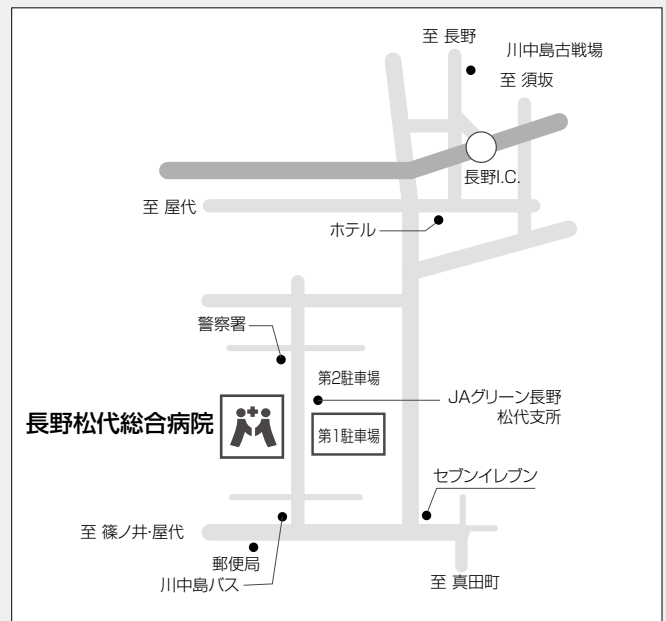 至 長野
川中島古戦場
至 須坂
長野I.C.
至 屋代
ホテル
警察署
第2駐車場
JAグリーン長野
松代支所
長野松代総合病院
第1駐車場
セブンイレブン
至 篠ノ井・屋代
郵便局
川中島バス
至 真田町